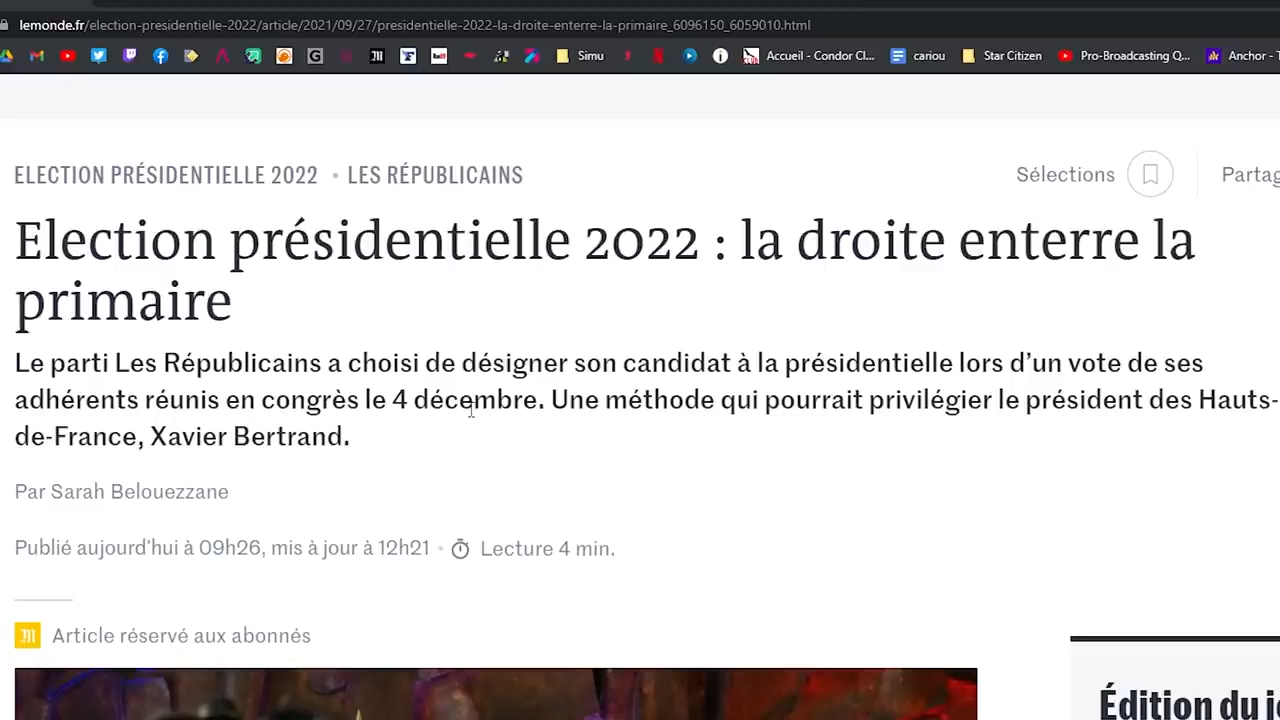 lemonde.fr/election-presidentielle-2022/article/2021/09/27/presidentielle-2022-la-droite-enterre-la-primaire_6096150_6059010.html
Simu Accueil - Condor Cl... cariou Star Citizen Pro-Broadcasting Q... Anchor -
ELECTION PRÉSIDENTIELLE 2022 • LES RÉPUBLICAINS
Sélections
Partag
Election présidentielle 2022 : la droite enterre la
primaire
Le parti Les Républicains a choisi de désigner son candidat à la présidentielle lors d’un vote de ses
adhérents réunis en congrès le 4 décembre. Une méthode qui pourrait privilégier le président des Hauts-
de-France, Xavier Bertrand.
Par Sarah Belouezzane
Publié aujourd’hui à 09h26, mis à jour à 12h21 • Lecture 4 min.
Article réservé aux abonnés
Édition du